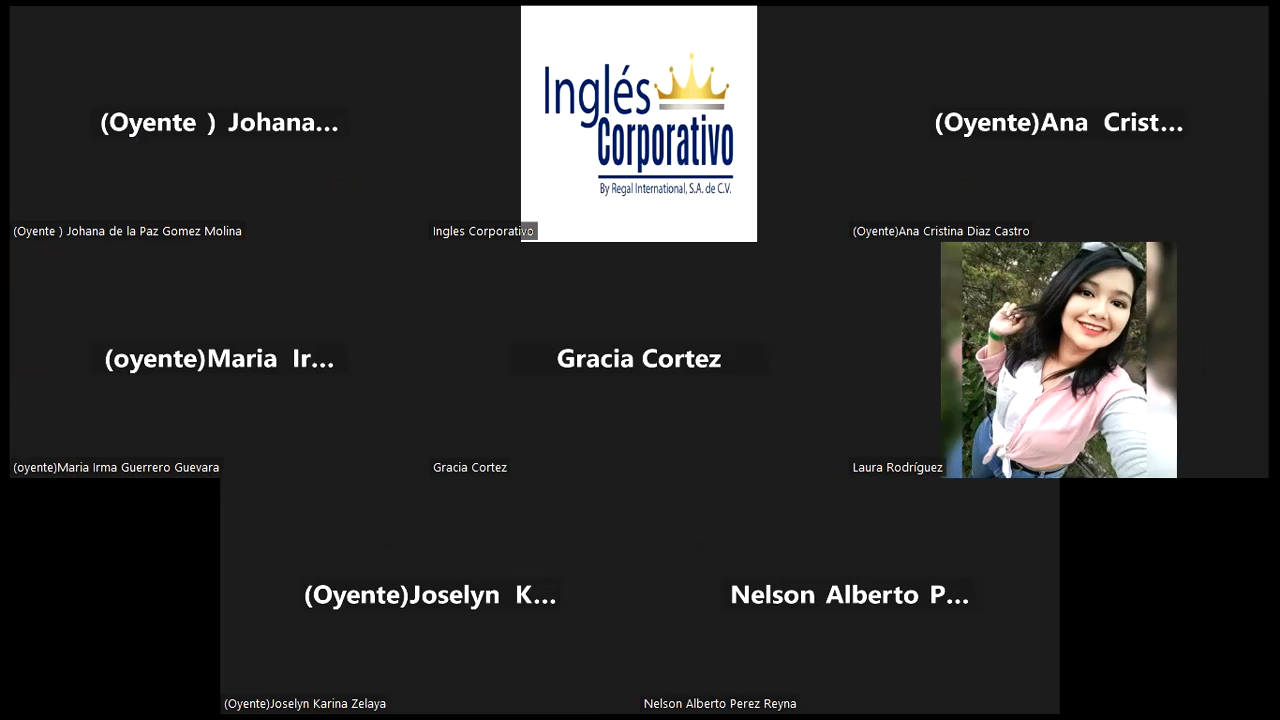 (Oyente ) Johana...
(Oyente ) Johana de la Paz Gomez Molina
Inglés
Corporativo
By Regal International, S.A. de C.V.
Ingles Corporativo
(Oyente)Ana Crist...
(Oyente)Ana Cristina Diaz Castro
(oyente)Maria Ir...
(oyente)Maria Irma Guerrero Guevara
Gracia Cortez
Gracia Cortez
Laura Rodríguez
(Oyente)Joselyn K...
(Oyente)Joselyn Karina Zelaya
Nelson Alberto P...
Nelson Alberto Perez Reyna